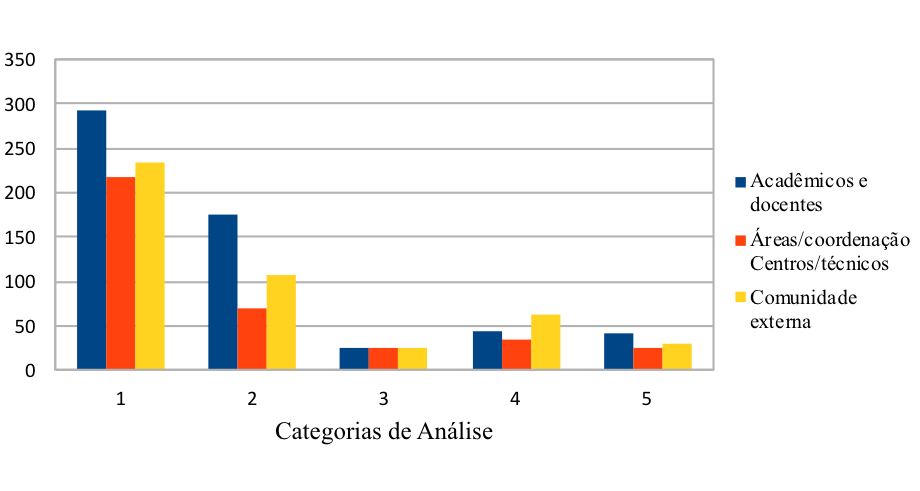 350
300
250
200
150
100
50
0
1 2 3 4 5
Categorias de Análise
Acadêmicos e
docentes
Áreas/coordenação
Centros/técnicos
Comunidade
externa